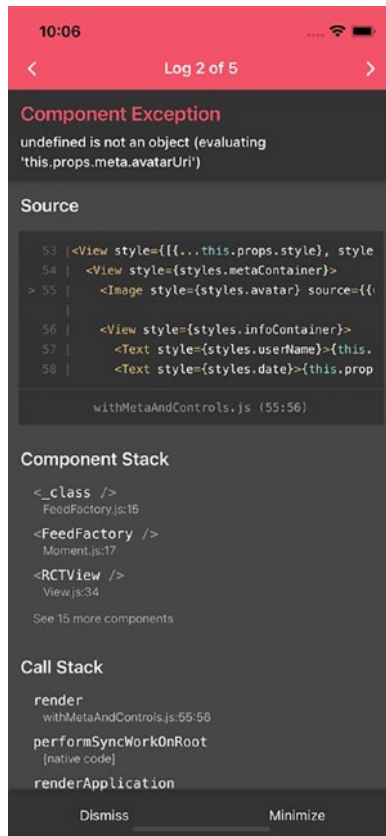 10:06
Log 2 of 5
Component Exception
undefined is not an object (evaluating
'this.props.meta.avatarUri')
Source
53 |<View style={[{...this.props.style}, style
54 |  <View style={styles.metaContainer}>
> 55 |    <Image style={styles.avatar} source={{
|
56 |    <View style={styles.infoContainer}>
57 |      <Text style={styles.userName}>{this.
58 |      <Text style={styles.date}>{this.prop
withMetaAndControls.js (55:56)
Component Stack
<_class />
FeedFactory.js:15
<FeedFactory />
Moment.js:17
<RCTView />
View.js:34
See 15 more components
Call Stack
render
withMetaAndControls.js:55:56
performSyncWorkOnRoot
[native code]
renderApplication
Dismiss
Minimize